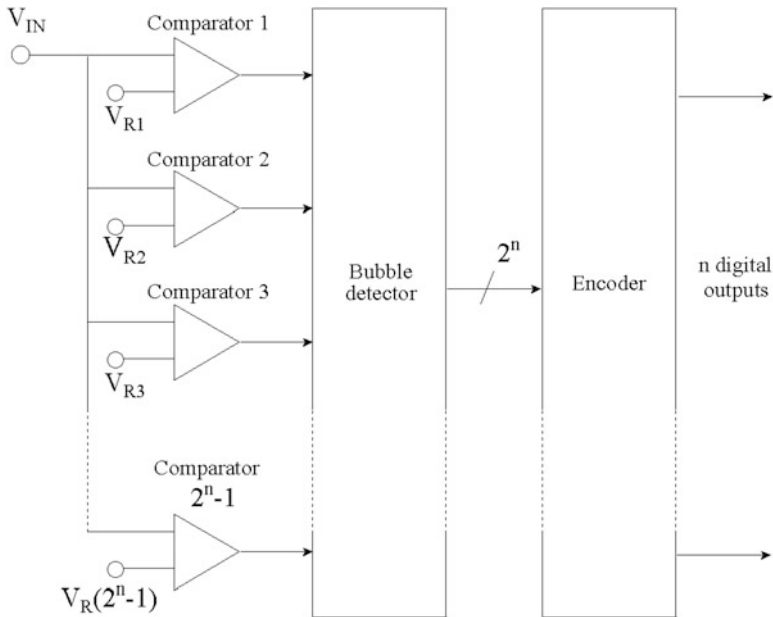 V_IN
Comparator 1
V_R1
Comparator 2
V_R2
Comparator 3
V_R3
Comparator
2^n-1
V_R(2^n-1)
Bubble
detector
2^n
Encoder
n digital
outputs